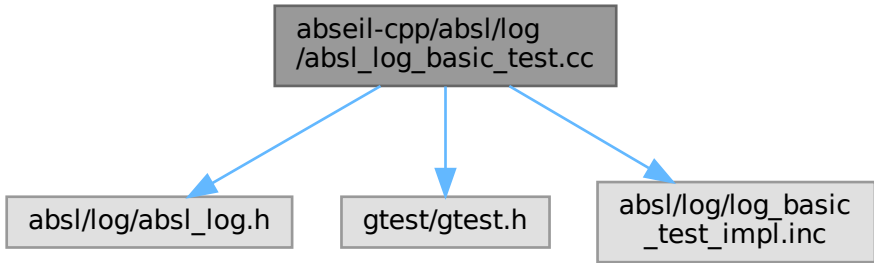 abseil-cpp/absl/log
/absl_log_basic_test.cc
absl/log/absl_log.h
gtest/gtest.h
absl/log/log_basic
_test_impl.inc